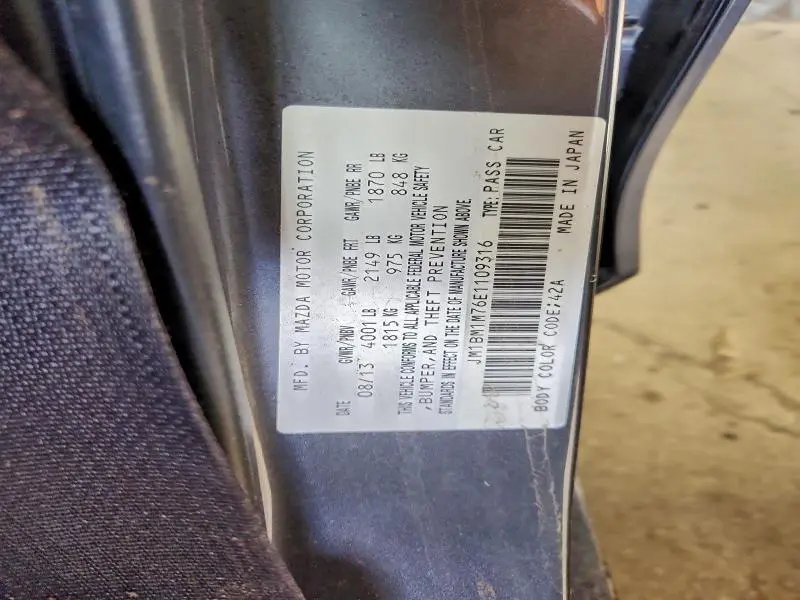 MFD. BY MAZDA MOTOR CORPORATION
DATE GVWR/PNBV GAWR/PNBE FRT GAWR/PNBE RR
08/13 4001 LB 2149 LB 1870 LB
1815 KG 975 KG 848 KG
THIS VEHICLE CONFORMS TO ALL APPLICABLE FEDERAL MOTOR VEHICLE SAFETY
,BUMPER,AND THEFT PREVENTION
STANDARDS IN EFFECT ON THE DATE OF MANUFACTURE SHOWN ABOVE.
JM1BM1M76E1109316 TYPE:PASS CAR
BODY COLOR CODE:42A MADE IN JAPAN